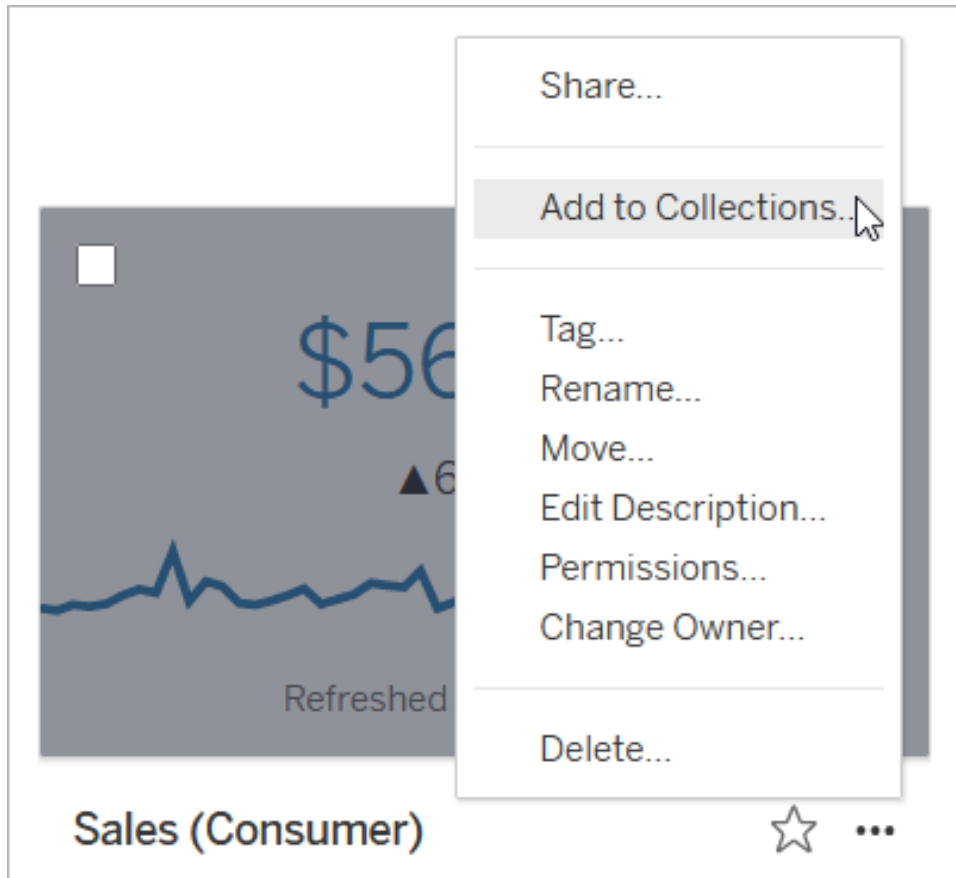 Share...
Add to Collections...
Tag...
Rename...
Move...
Edit Description...
Permissions...
Change Owner...
Delete...
$56
▲6
Refreshed
Sales (Consumer)